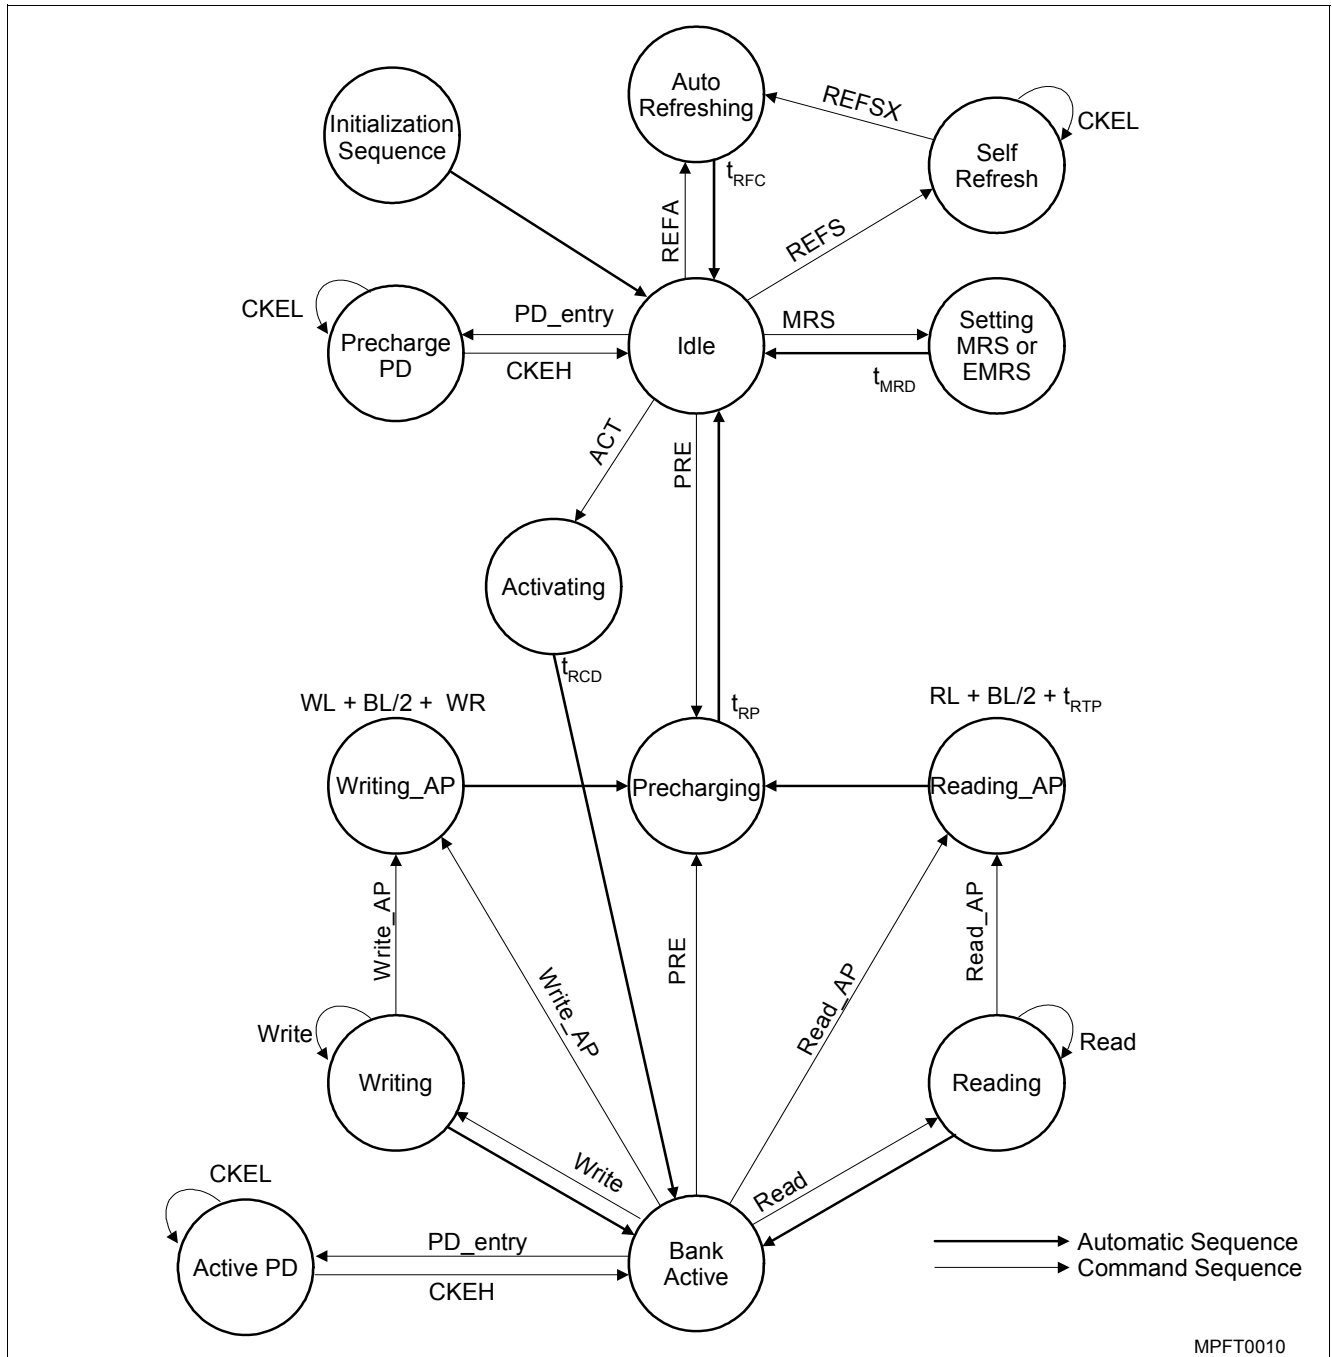 Auto
Refreshing
REFSX
CKEL
Initialization
Sequence
Self
Refresh
tRFC
REFA
REFS
CKEL
PD_entry
MRS
Precharge
PD
Idle
Setting
MRS or
EMRS
CKEH
tMRD
ACT
PRE
Activating
tRCD
WL + BL/2 + WR
RL + BL/2 + tRTP
tRP
Writing_AP
Precharging
Reading_AP
Write_AP
Write_AP
PRE
Read_AP
Read_AP
Write
Read
Writing
Reading
Write
Read
CKEL
PD_entry
Bank
Active
Active PD
CKEH
Automatic Sequence
Command Sequence
MPFT0010